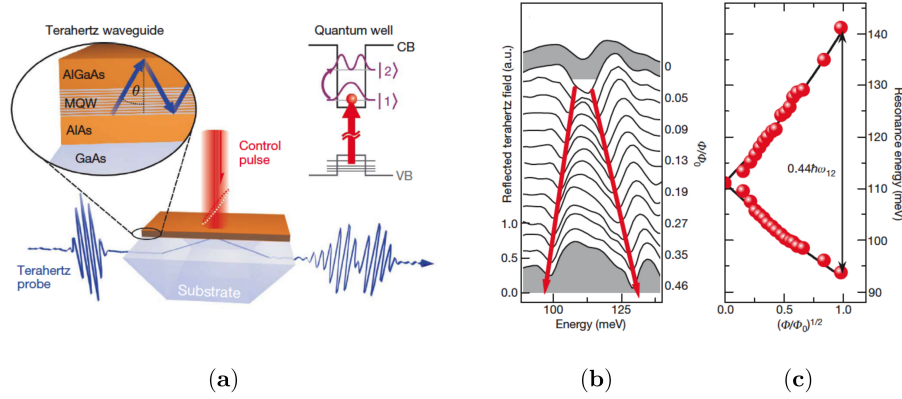 Terahertz waveguide
AlGaAs
MQW
θ
AlAs
GaAs
Control
pulse
Terahertz
probe
Substrate
Quantum well
CB
|2⟩
|1⟩
VB
(a)
Reflected terahertz field (a.u.)
1.0
0.5
0.0
0
0.05
0.09
0.13
0.19
0.27
0.35
0.46
Φ/Φ₀
100 125
Energy (meV)
(b)
0.44ħω₁₂
140
130
120
110
100
90
Resonance energy (meV)
0.0 0.5 1.0
(Φ/Φ₀)^1/2
(c)